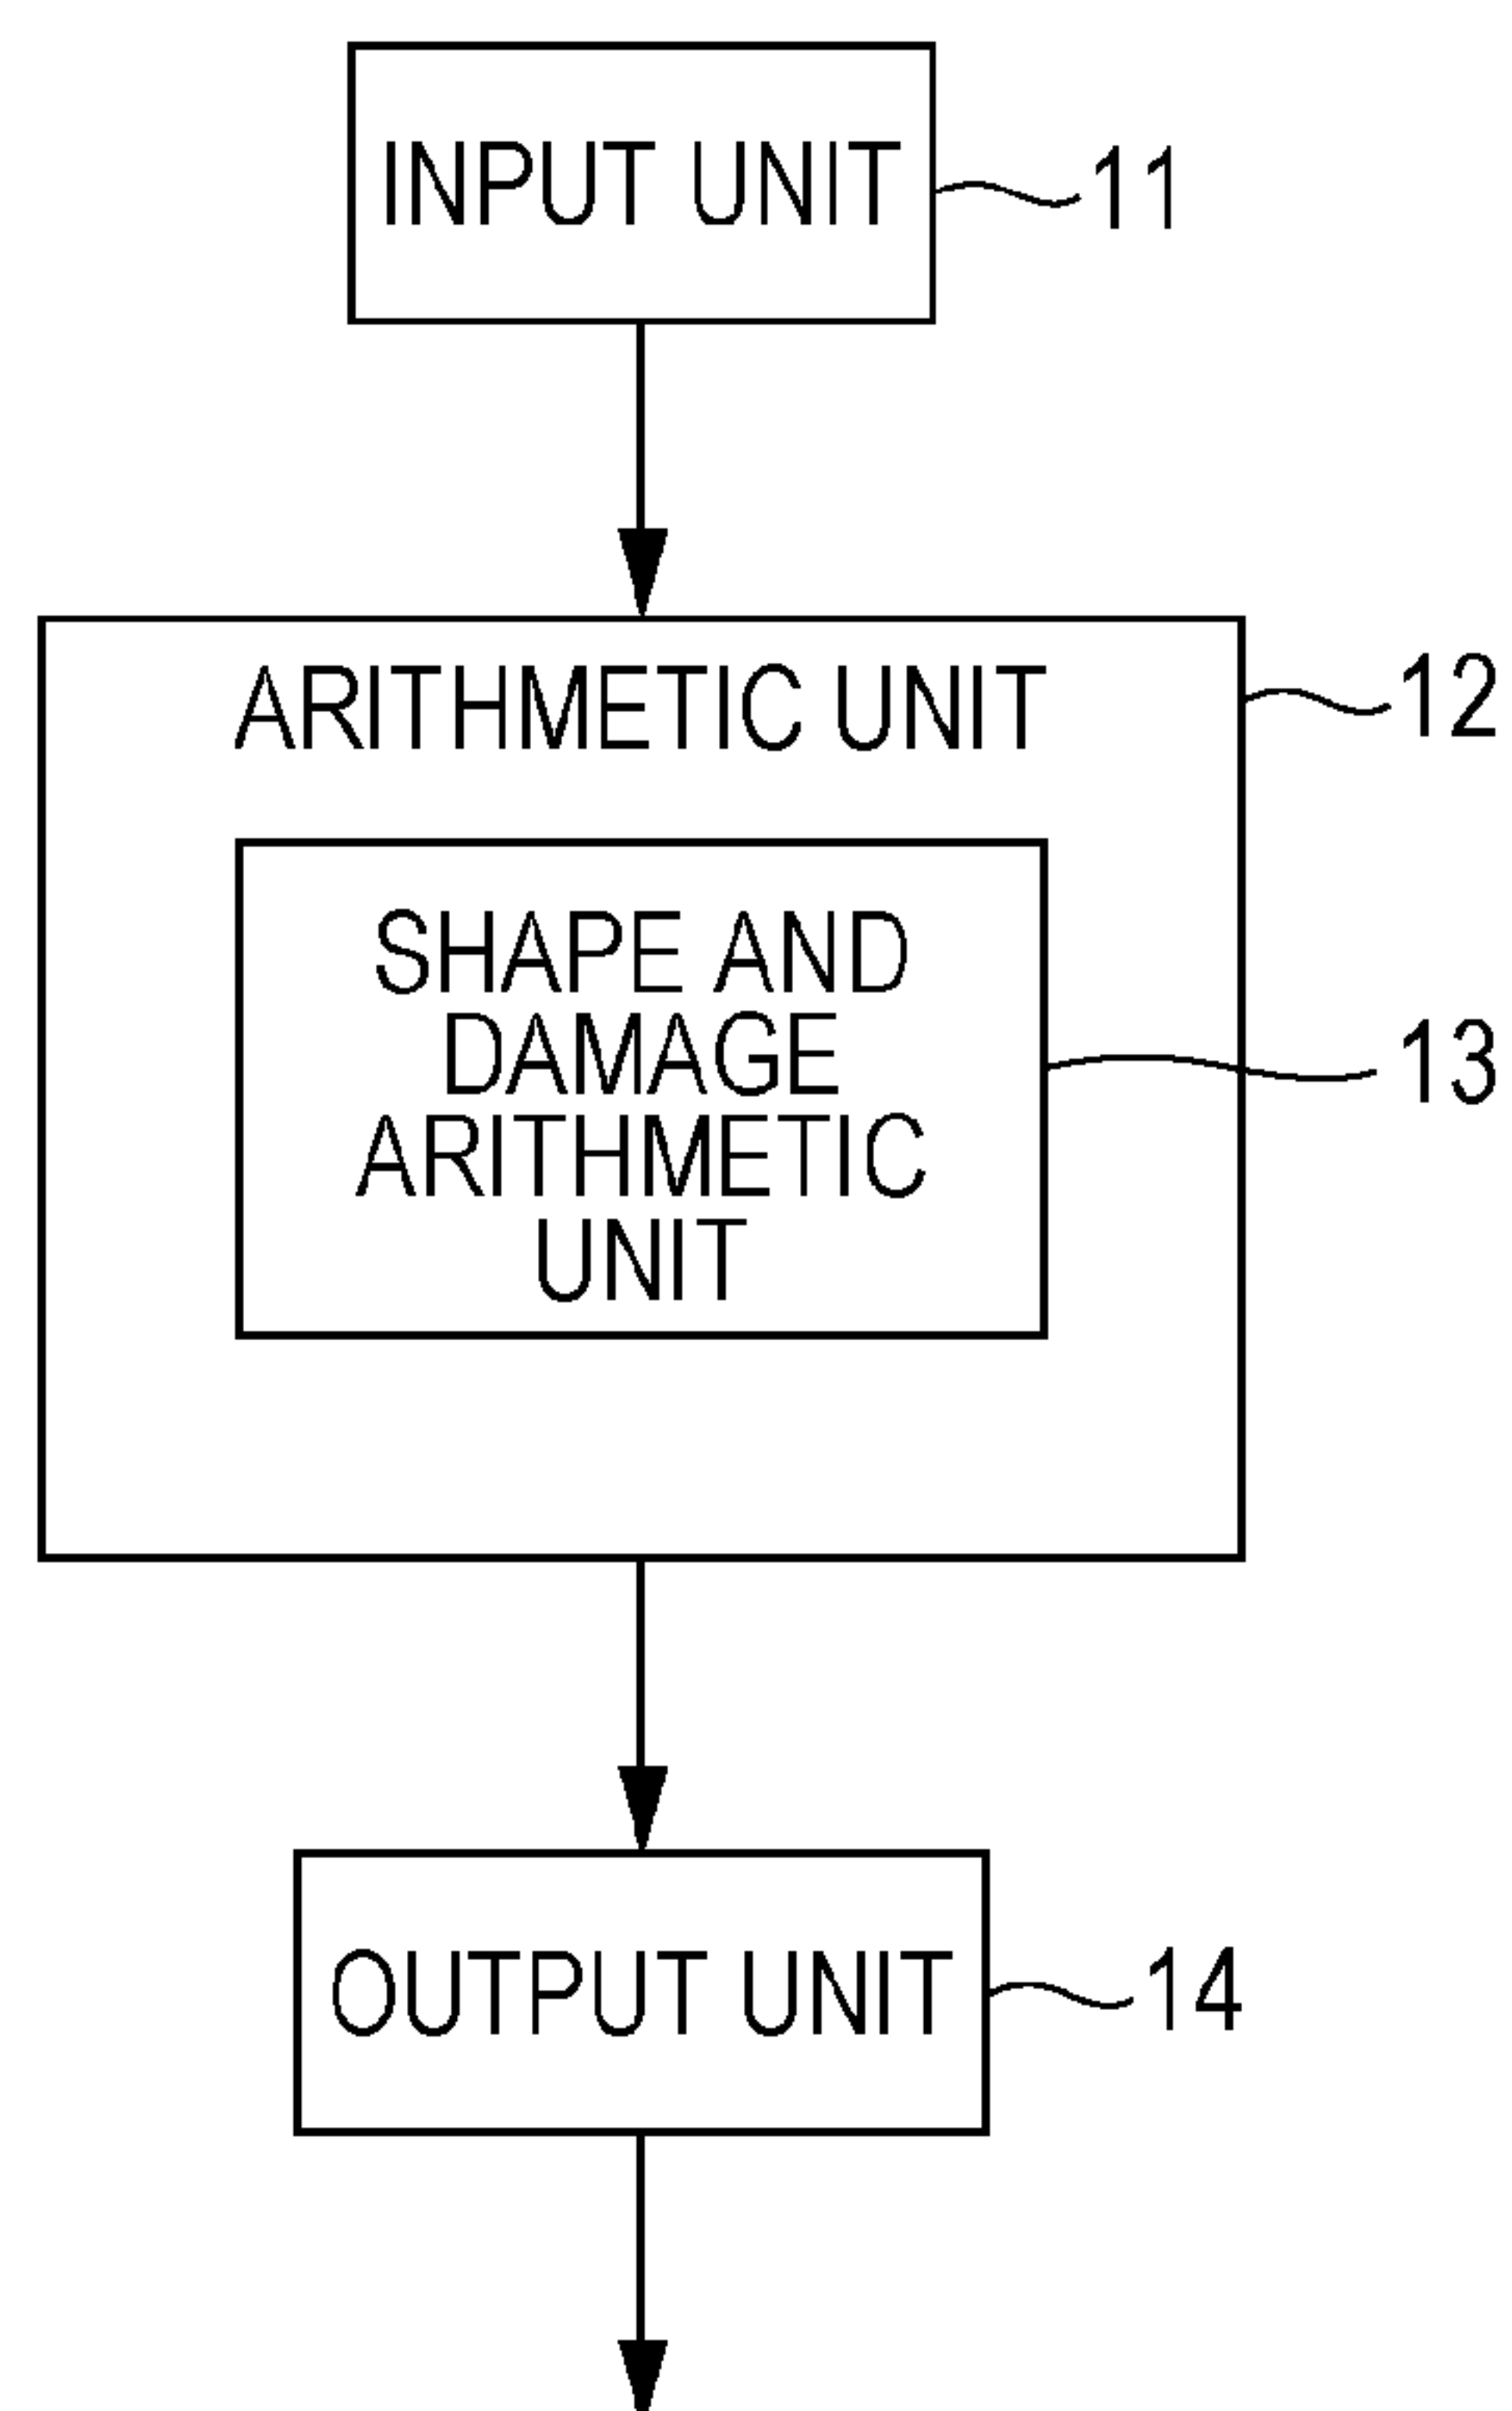 INPUT UNIT 11
ARITHMETIC UNIT 12
SHAPE AND
DAMAGE 13
ARITHMETIC
UNIT
OUTPUT UNIT 14